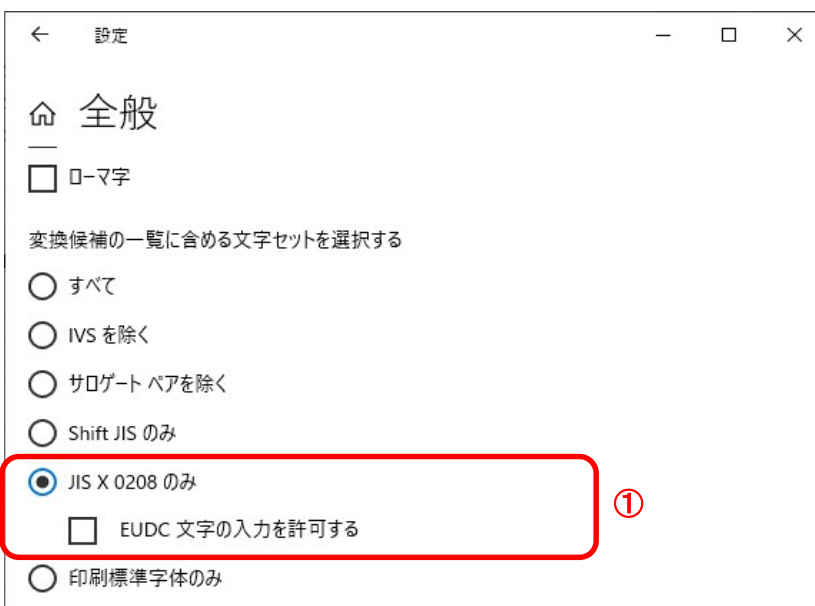 設定
全般
ローマ字
変換候補の一覧に含める文字セットを選択する
すべて
IVS を除く
サロゲート ペアを除く
Shift JIS のみ
JIS X 0208 のみ
①
EUDC 文字の入力を許可する
印刷標準字体のみ